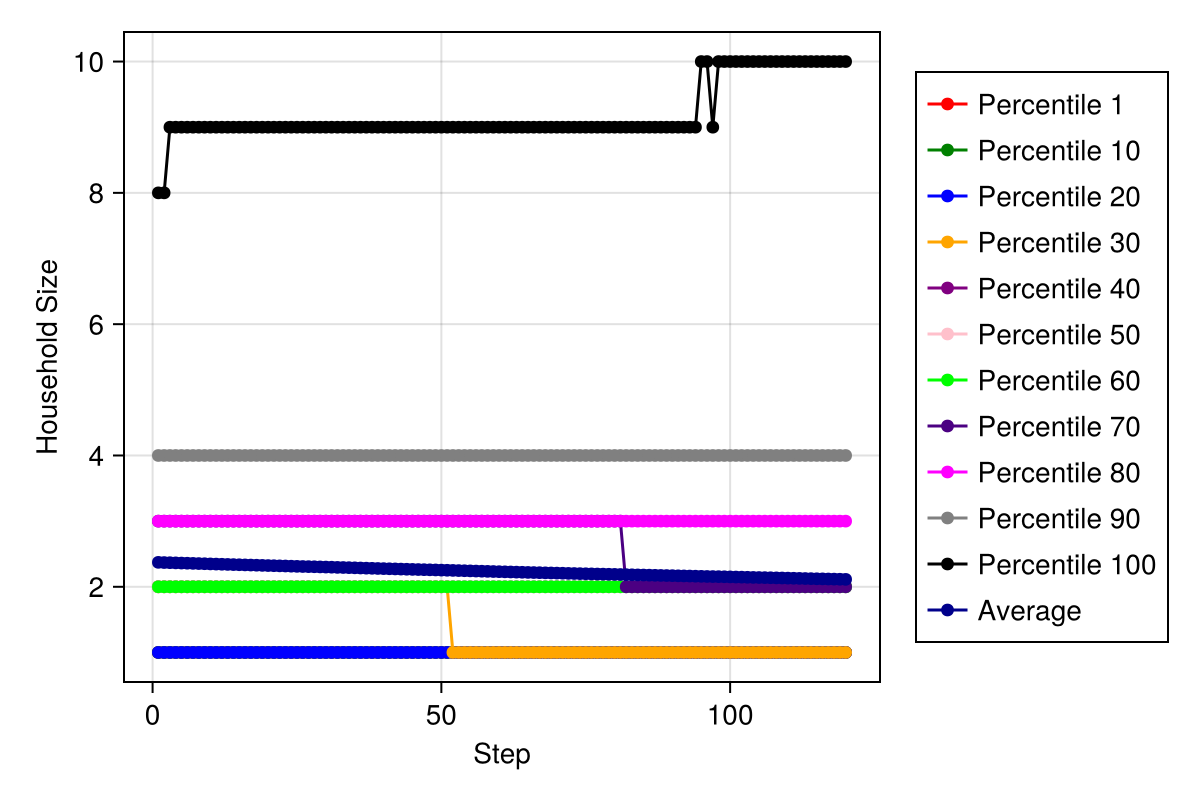 10
8
6
4
2
Household Size
0
50
100
Step
Percentile 1
Percentile 10
Percentile 20
Percentile 30
Percentile 40
Percentile 50
Percentile 60
Percentile 70
Percentile 80
Percentile 90
Percentile 100
Average